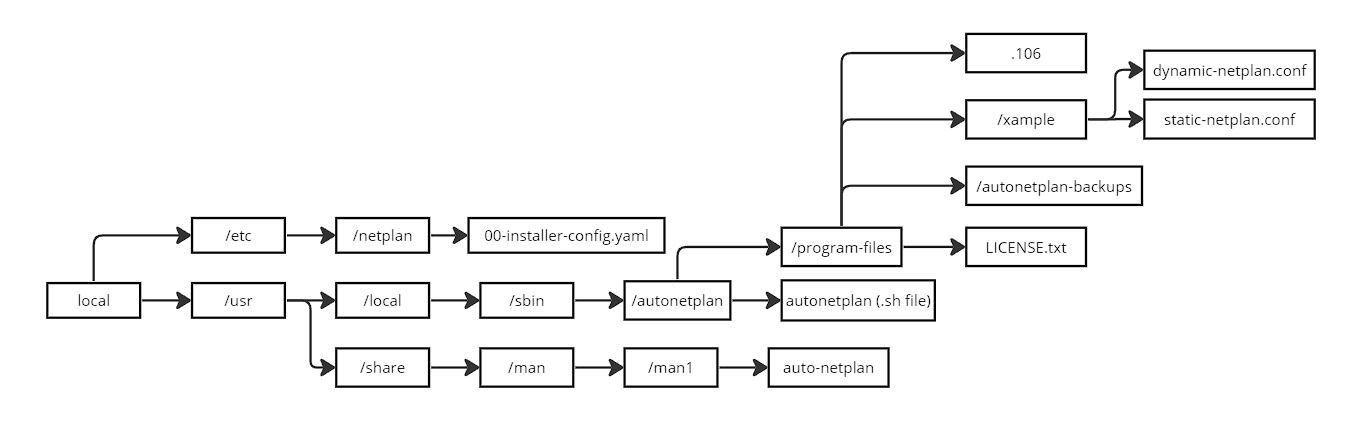 .106
dynamic-netplan.conf
/xample
static-netplan.conf
/autonetplan-backups
/etc
/netplan
00-installer-config.yaml
/program-files
LICENSE.txt
local
/usr
/local
/sbin
/autonetplan
autonetplan (.sh file)
/share
/man
/man1
auto-netplan